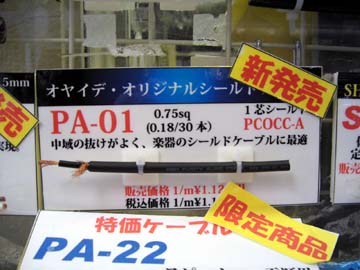 5mm
オヤイデ・オリジナルシールド
新発売
発売
PA-01
0.75sq
(0.18/30本)
1芯シールド
PCOCC-A
中域の抜けがよく、楽器のシールドケーブルに最適
販売価格 1/m¥1,1
税込価格 1/m¥1
限定商品
特価ケーブル
PA-22